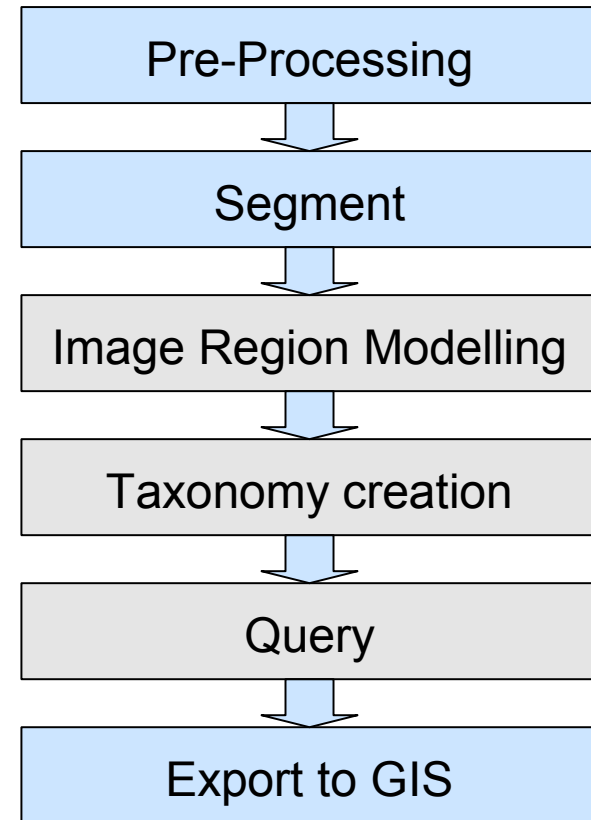 Pre-Processing
Segment
Image Region Modelling
Taxonomy creation
Query
Export to GIS